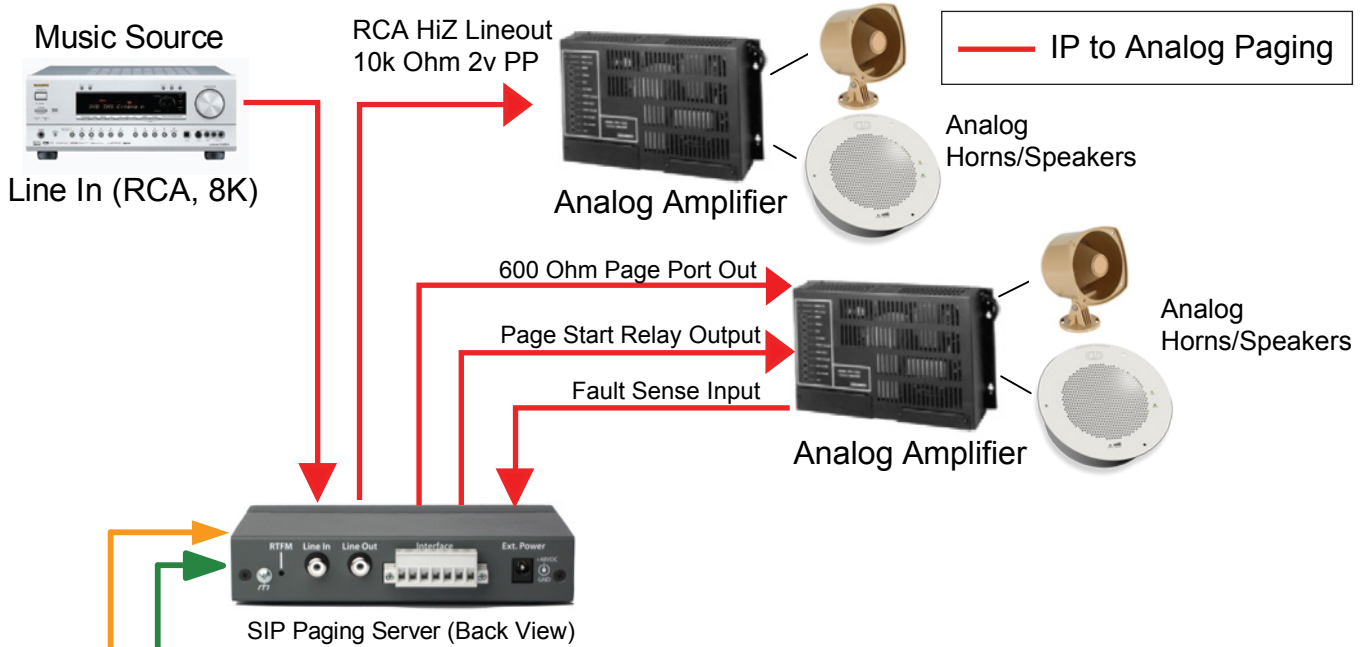 Music Source
Line In (RCA, 8K)
RCA HiZ Lineout
10k Ohm 2v PP
Analog Amplifier
Analog
Horns/Speakers
IP to Analog Paging
600 Ohm Page Port Out
Page Start Relay Output
Fault Sense Input
Analog Amplifier
Analog
Horns/Speakers
RTFM
Line In
Line Out
Interface
Ext. Power
+48VDC
GND
SIP Paging Server (Back View)